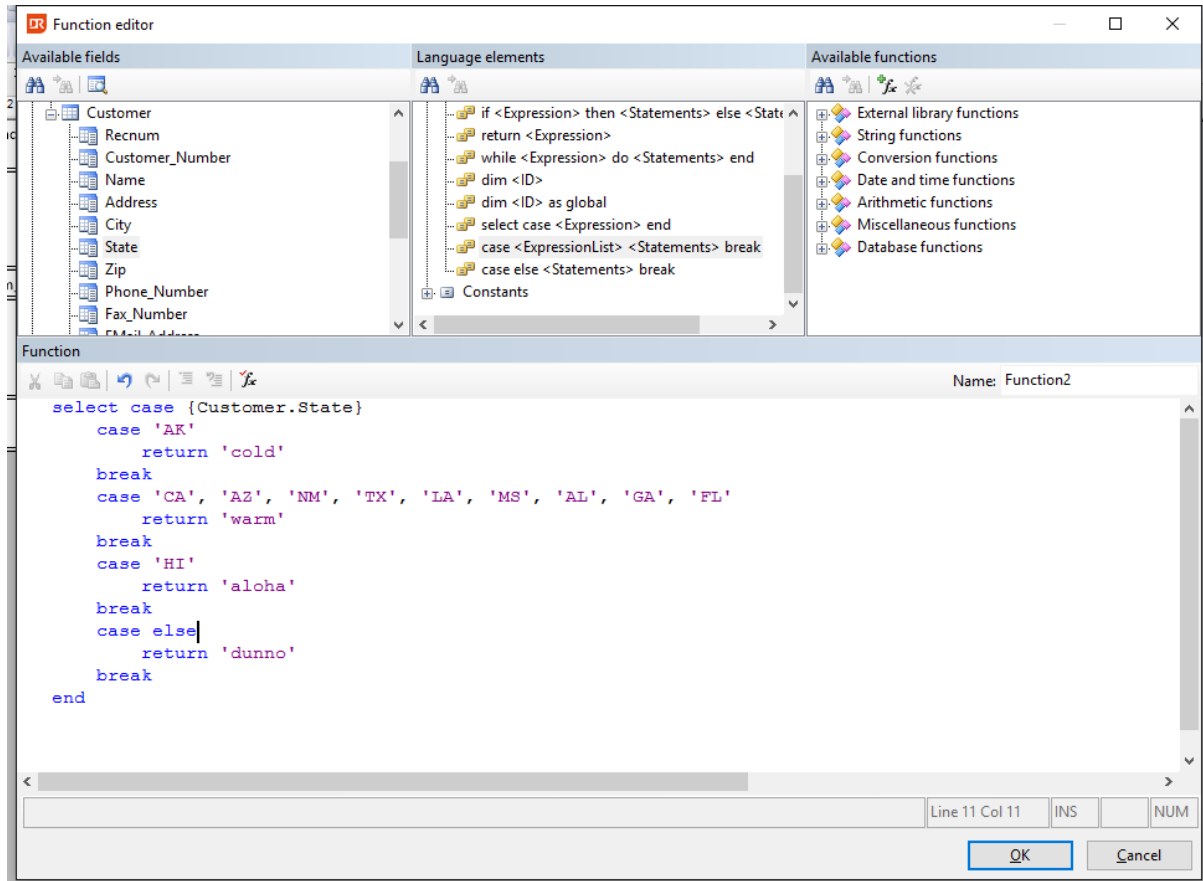 DR Function editor
Available fields
Language elements
Available functions
Customer
Recnum
Customer_Number
Name
Address
City
State
Zip
Phone_Number
Fax_Number
EMail_Address
if <Expression> then <Statements> else <State
return <Expression>
while <Expression> do <Statements> end
dim <ID>
dim <ID> as global
select case <Expression> end
case <ExpressionList> <Statements> break
case else <Statements> break
Constants
External library functions
String functions
Conversion functions
Date and time functions
Arithmetic functions
Miscellaneous functions
Database functions
Function
fx
Name: Function2
select case {Customer.State}
case 'AK'
return 'cold'
break
case 'CA', 'AZ', 'NM', 'TX', 'LA', 'MS', 'AL', 'GA', 'FL'
return 'warm'
break
case 'HI'
return 'aloha'
break
case else
return 'dunno'
break
end
Line 11 Col 11 INS NUM
OK Cancel